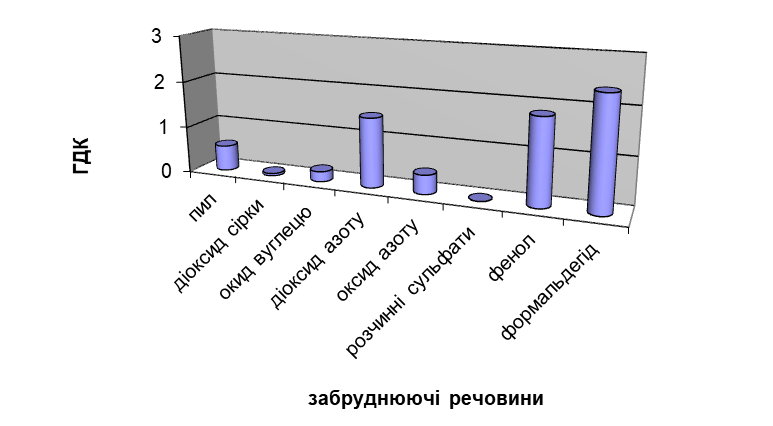 3
2
1
0
ГДК
пил
діоксид сірки
окид вуглецю
діоксид азоту
оксид азоту
розчинні сульфати
фенол
формальдегід
забруднюючі речовини